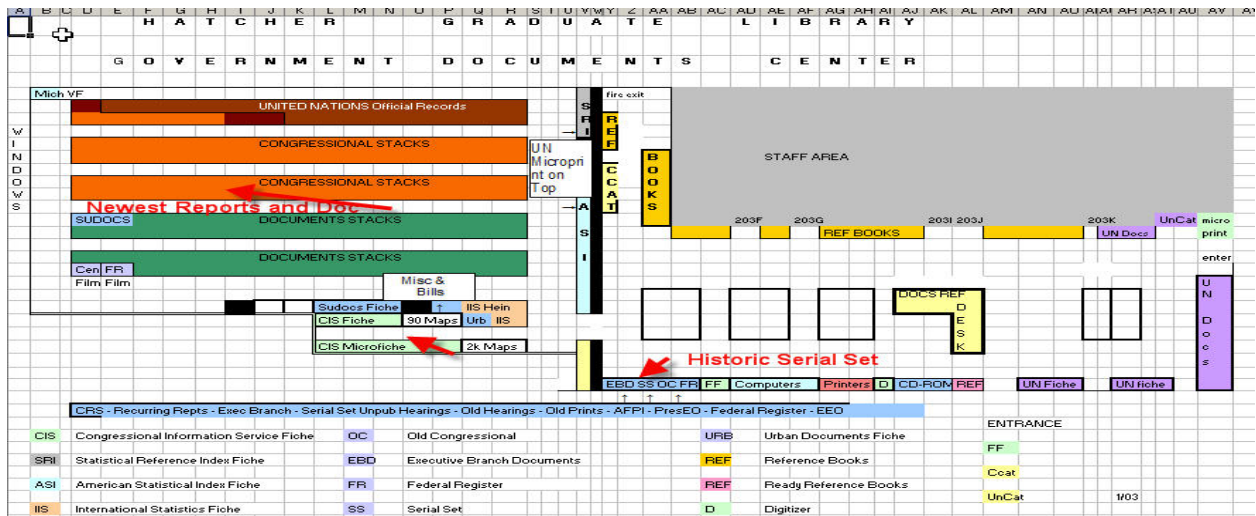 A B C D E F G H I J K L M N O P Q R S T U V W Y Z AA AB AC AD AE AF AG AH AI AJ AK AL AM AN AU AV
H A T C H E R G R A D U A T E L I B R A R Y
G O V E R N M E N T D O C U M E N T S C E N T E R
Mich VF
fire exit
UNITED NATIONS Official Records
SRI
REF
CCAT
WINDOWS
CONGRESSIONAL STACKS
UN Micropri nt on Top
BOOKS
STAFF AREA
CONGRESSIONAL STACKS
Newest Reports and Doc
ASI
SUDOCS
DOCUMENTS STACKS
203F 203G 203I 203J 203K UnCat micro
REF BOOKS
UN Docs
print
DOCUMENTS STACKS
enter
Cen FR
Film Film
Misc & Bills
UN Docs
Sudocs Fiche ↑ IIS Hein
DOCS REF
DESK
CIS Fiche 90 Maps Urb IIS
CIS Microfiche 2k Maps
Historic Serial Set
EBD SS OC FR FF Computers Printers D CD-ROM REF UN Fiche UN fiche
↑ ↑ ↑
CRS - Recurring Repts - Exec Branch - Serial Set Unpub Hearings - Old Hearings - Old Prints - AFPI - PresEO - Federal Register - EEO
ENTRANCE
CIS Congressional Information Service Fiche OC Old Congressional URB Urban Documents Fiche
FF
SRI Statistical Reference Index Fiche EBD Executive Branch Documents REF Reference Books
Ccat
ASI American Statistical Index Fiche FR Federal Register REF Ready Reference Books
UnCat 1/03
IIS International Statistics Fiche SS Serial Set D Digitizer